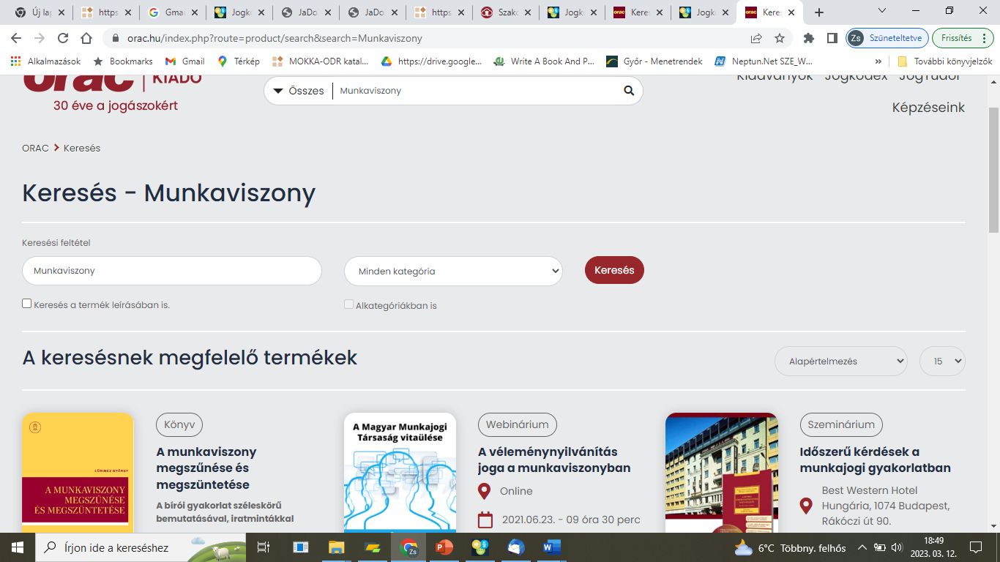 Új la
https
Gmai
Jogk
JaDo
JaDo
https
Szak
Jogk
Keres
Jogk
Keres
orac.hu/index.php?route=product/search&search=Munkaviszony
Zs Szüneteltetve
Frissítés
Alkalmazások
Bookmarks
Gmail
Térkép
MOKKA-ODR katal...
https://drive.google...
Write A Book And P...
Győr - Menetrendek
Neptun.Net SZE_W...
»
További könyvjelzők
orac KIADÓ
30 éve a jogászokért
Összes
Munkaviszony
Kiadványok Jogkódex JogTudor
Képzéseink
ORAC > Keresés
Keresés - Munkaviszony
Keresési feltétel
Munkaviszony
Minden kategória
Keresés
Keresés a termék leírásában is.
Alkategóriákban is
A keresésnek megfelelő termékek
Alapértelmezés
15
LŐRINCZ GYÖRGY
A MUNKAVISZONY
MEGSZŰNÉSE
ÉS MEGSZÜNTETÉSE
Könyv
A munkaviszony
megszűnése és
megszüntetése
A bírói gyakorlat széleskörű
bemutatásával, iratmintákkal
A Magyar Munkajogi
Társaság vitaülése
Webinárium
A véleménynyilvánítás
joga a munkaviszonyban
Online
2021.06.23. - 09 óra 30 perc
Szeminárium
Időszerű kérdések a
munkajogi gyakorlatban
Best Western Hotel
Hungária, 1074 Budapest,
Rákóczi út 90.
Írjon ide a kereséshez
6°C Többny. felhős
18:49
2023. 03. 12.